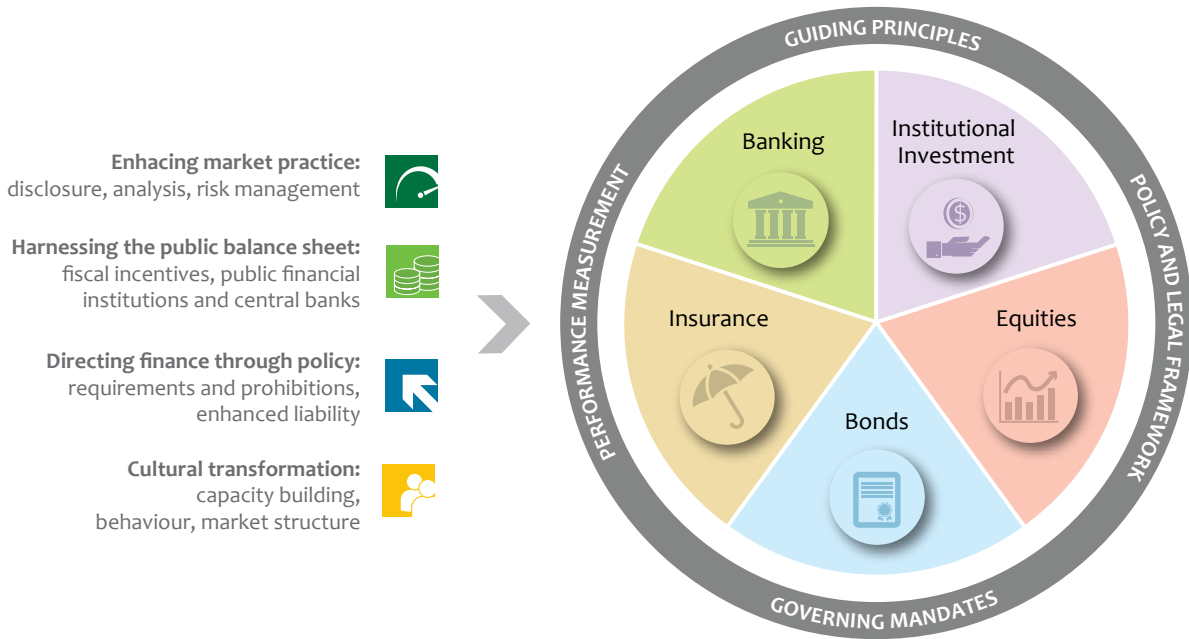 Enhacing market practice:
disclosure, analysis, risk management
Harnessing the public balance sheet:
fiscal incentives, public financial
institutions and central banks
Directing finance through policy:
requirements and prohibitions,
enhanced liability
Cultural transformation:
capacity building,
behaviour, market structure
GUIDING PRINCIPLES
POLICY AND LEGAL FRAMEWORK
GOVERNING MANDATES
PERFORMANCE MEASUREMENT
Banking
Institutional
Investment
$
Insurance
Equities
Bonds